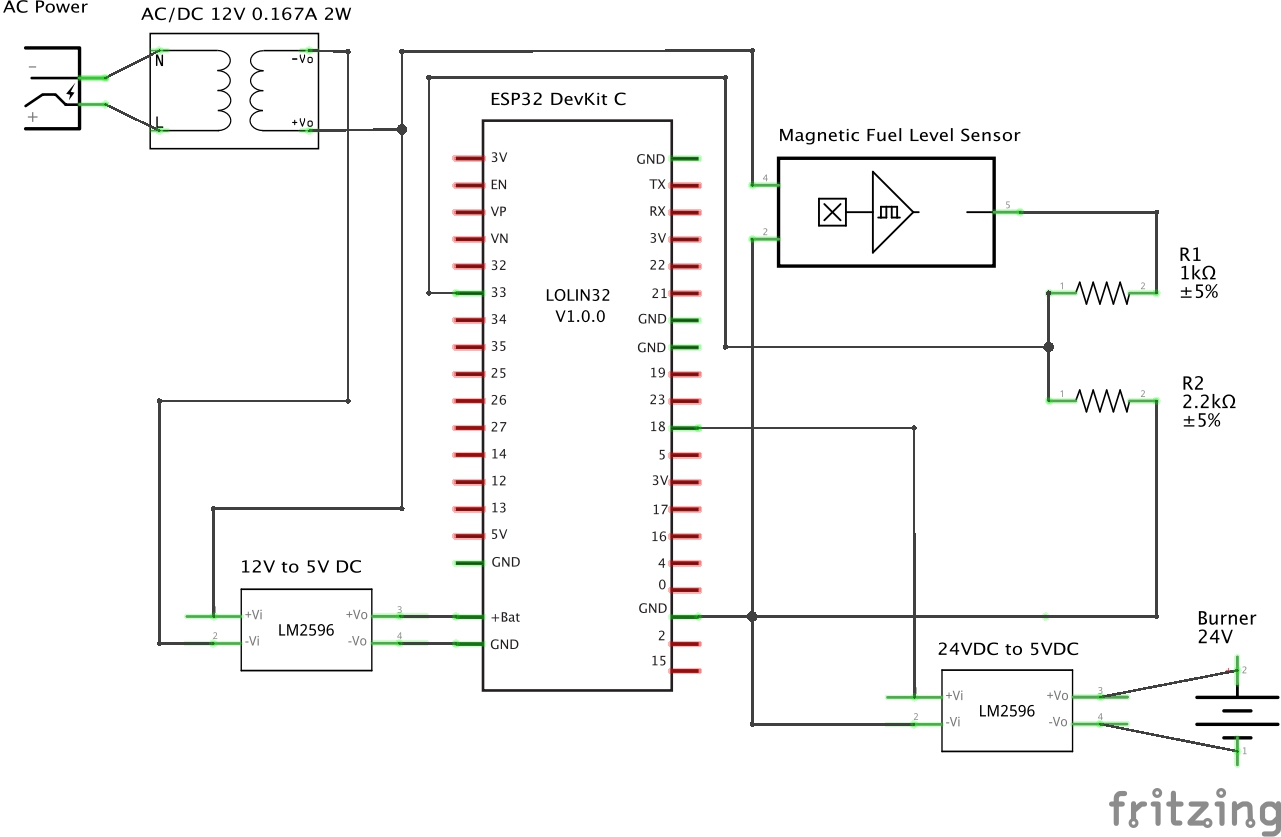 AC Power
AC/DC 12V 0.167A 2W
−
+
N
L
−Vo
+Vo
ESP32 DevKit C
3V
EN
VP
VN
32
33
34
35
25
26
27
14
12
13
5V
GND
+Bat
GND
LOLIN32
V1.0.0
GND
TX
RX
3V
22
21
GND
GND
19
23
18
5
3V
17
16
4
0
GND
2
15
Magnetic Fuel Level Sensor
4
2
5
R1
1kΩ
±5%
1
2
R2
2.2kΩ
±5%
1
2
12V to 5V DC
+Vi
2
-Vi
LM2596
+Vo
3
-Vo
4
24VDC to 5VDC
+Vi
2
-Vi
LM2596
+Vo
3
-Vo
4
Burner
24V
+
2
1
fritzing